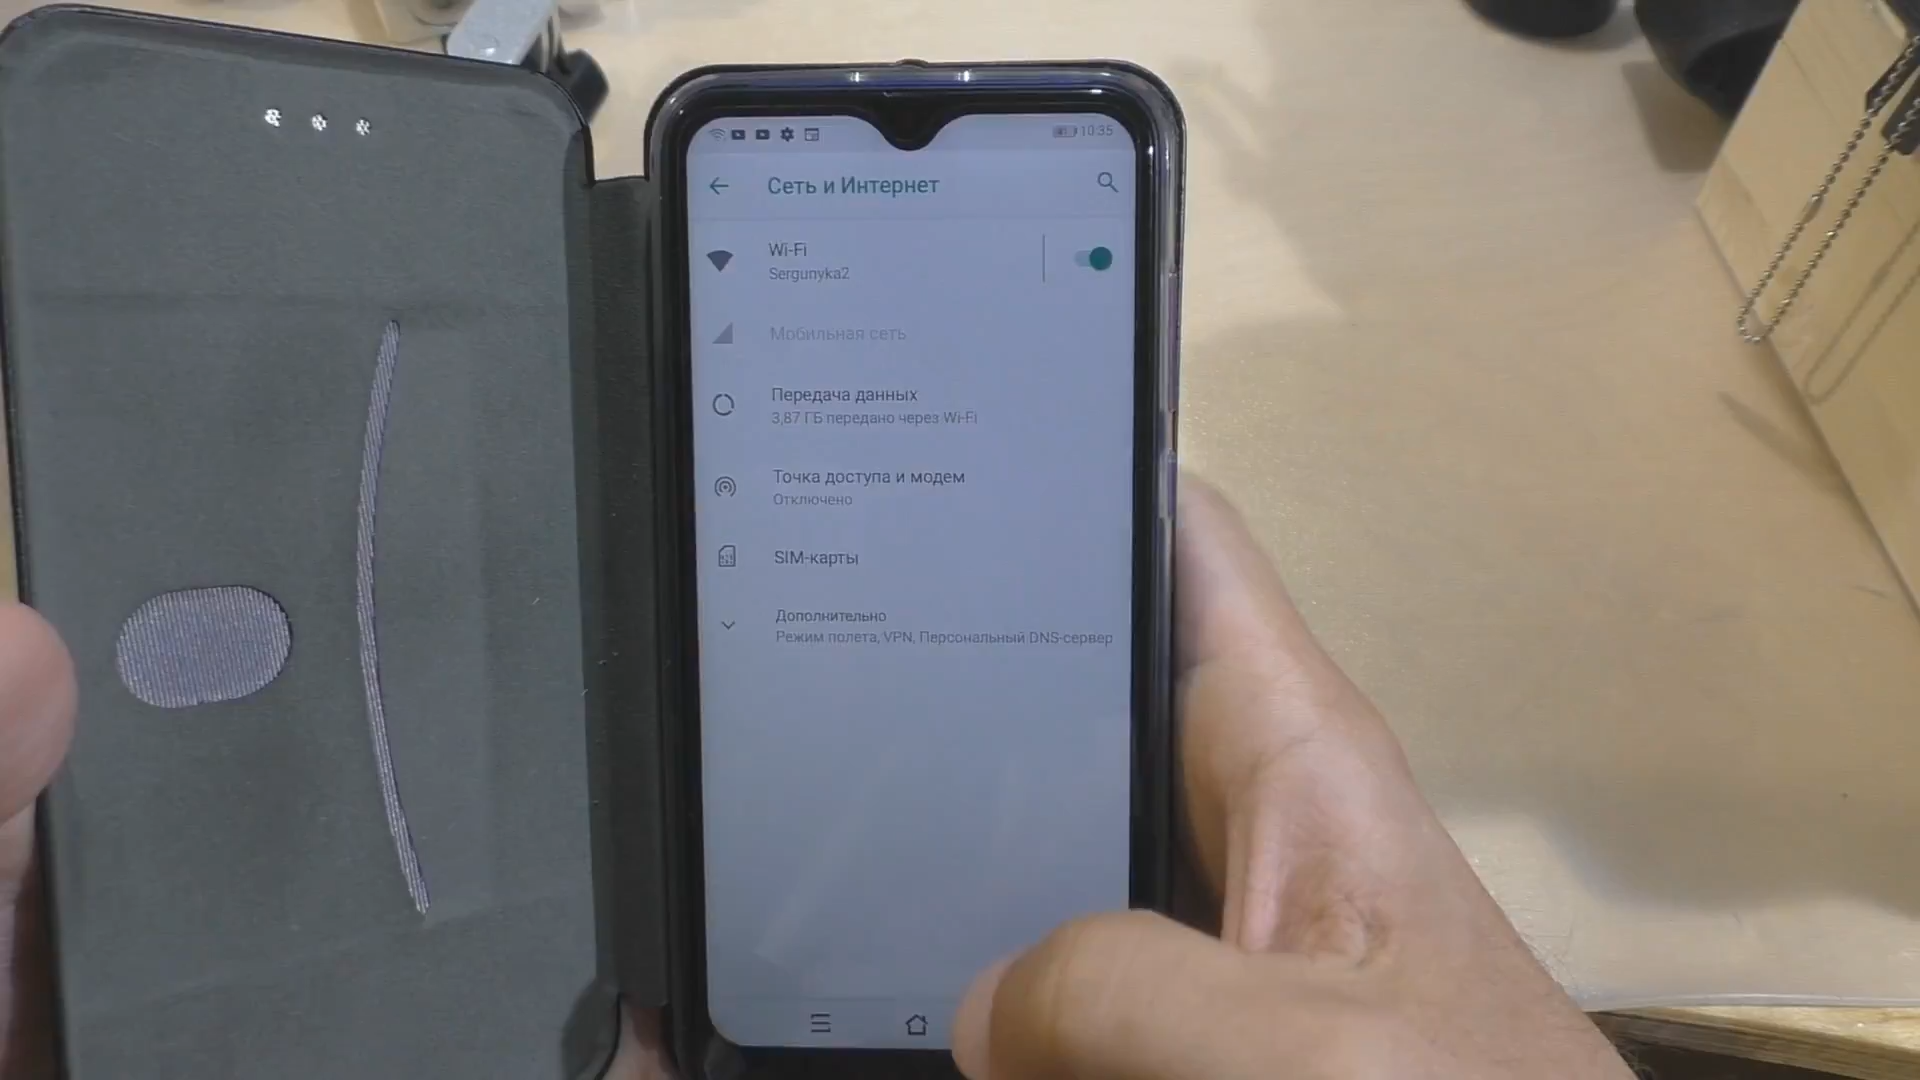 10:35
Сеть и Интернет
Wi-Fi
Sergunyka2
Мобильная сеть
Передача данных
3,87 ГБ передано через Wi-Fi
Точка доступа и модем
Отключено
SIM-карты
Дополнительно
Режим полета, VPN, Персональный DNS-сервер